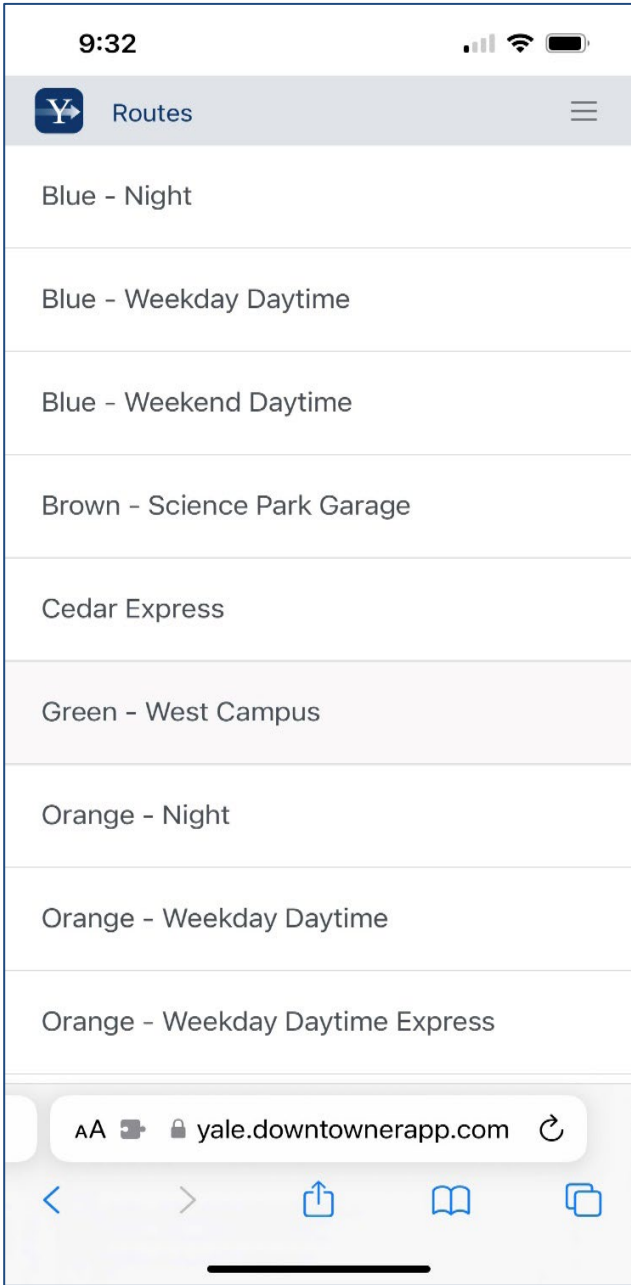 9:32
Y
Routes
Blue - Night
Blue - Weekday Daytime
Blue - Weekend Daytime
Brown - Science Park Garage
Cedar Express
Green - West Campus
Orange - Night
Orange - Weekday Daytime
Orange - Weekday Daytime Express
AA yale.downtownerapp.com